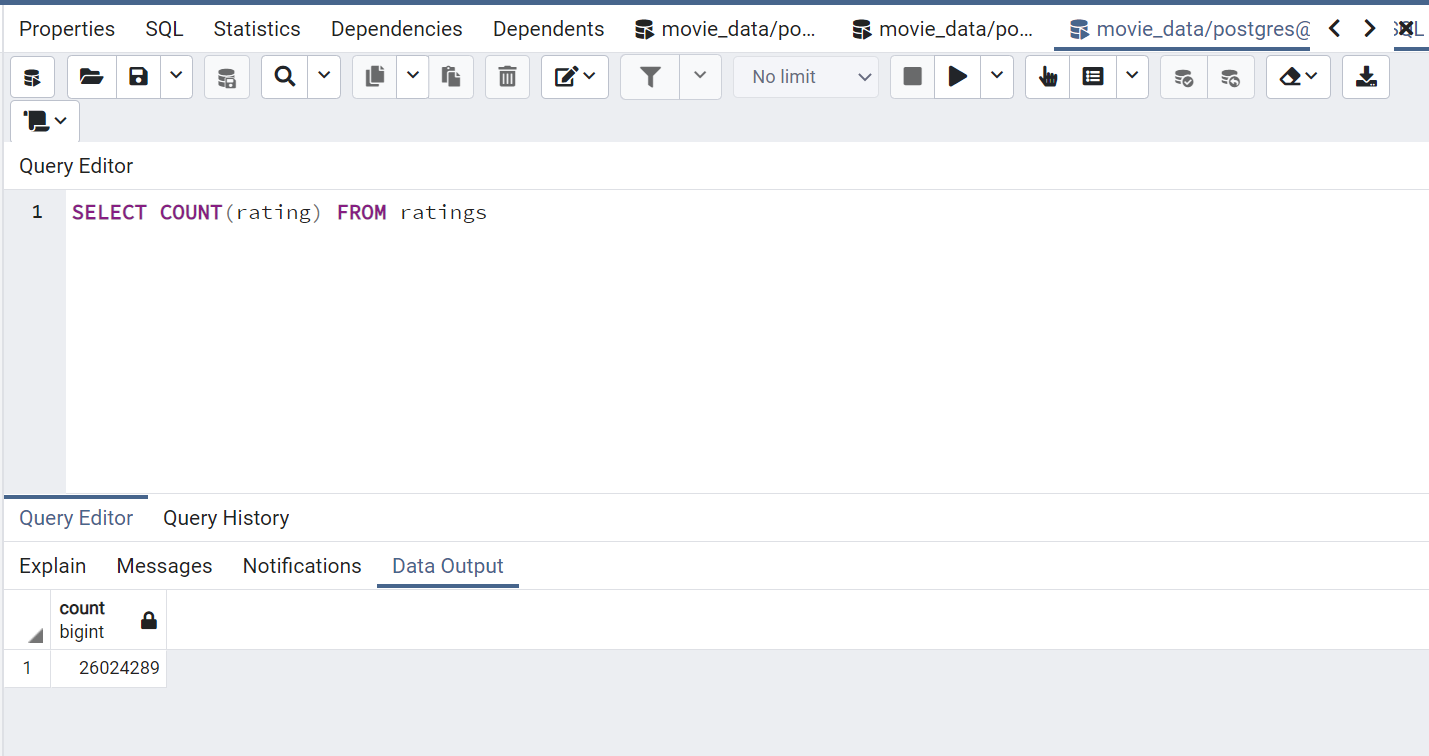 Properties SQL Statistics Dependencies Dependents movie_data/po... movie_data/po... movie_data/postgres@ SQL
No limit
Query Editor
1 SELECT COUNT(rating) FROM ratings
Query Editor Query History
Explain Messages Notifications Data Output
count
bigint
1 26024289